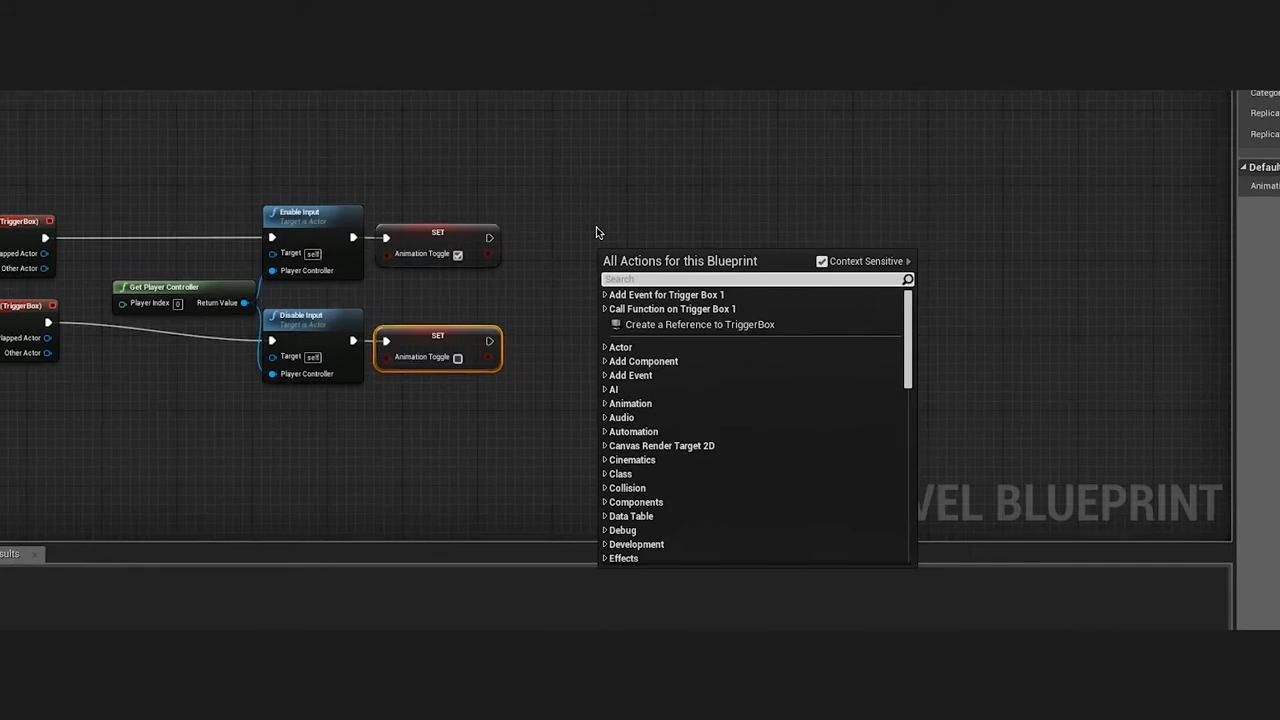 Catego
Replica
Replica
Default
Animati
TriggerBox)
lapped Actor
Other Actor
Get Player Controller
Player Index 0 Return Value
(TriggerBox)
rlapped Actor
Other Actor
Enable Input
Target is Actor
Target self
Player Controller
SET
Animation Toggle
Disable Input
Target is Actor
Target self
Player Controller
SET
Animation Toggle
All Actions for this Blueprint Context Sensitive
Search
Add Event for Trigger Box 1
Call Function on Trigger Box 1
Create a Reference to TriggerBox
Actor
Add Component
Add Event
AI
Animation
Audio
Automation
Canvas Render Target 2D
Cinematics
Class
Collision
Components
Data Table
Debug
Development
Effects
VEL BLUEPRINT
sults